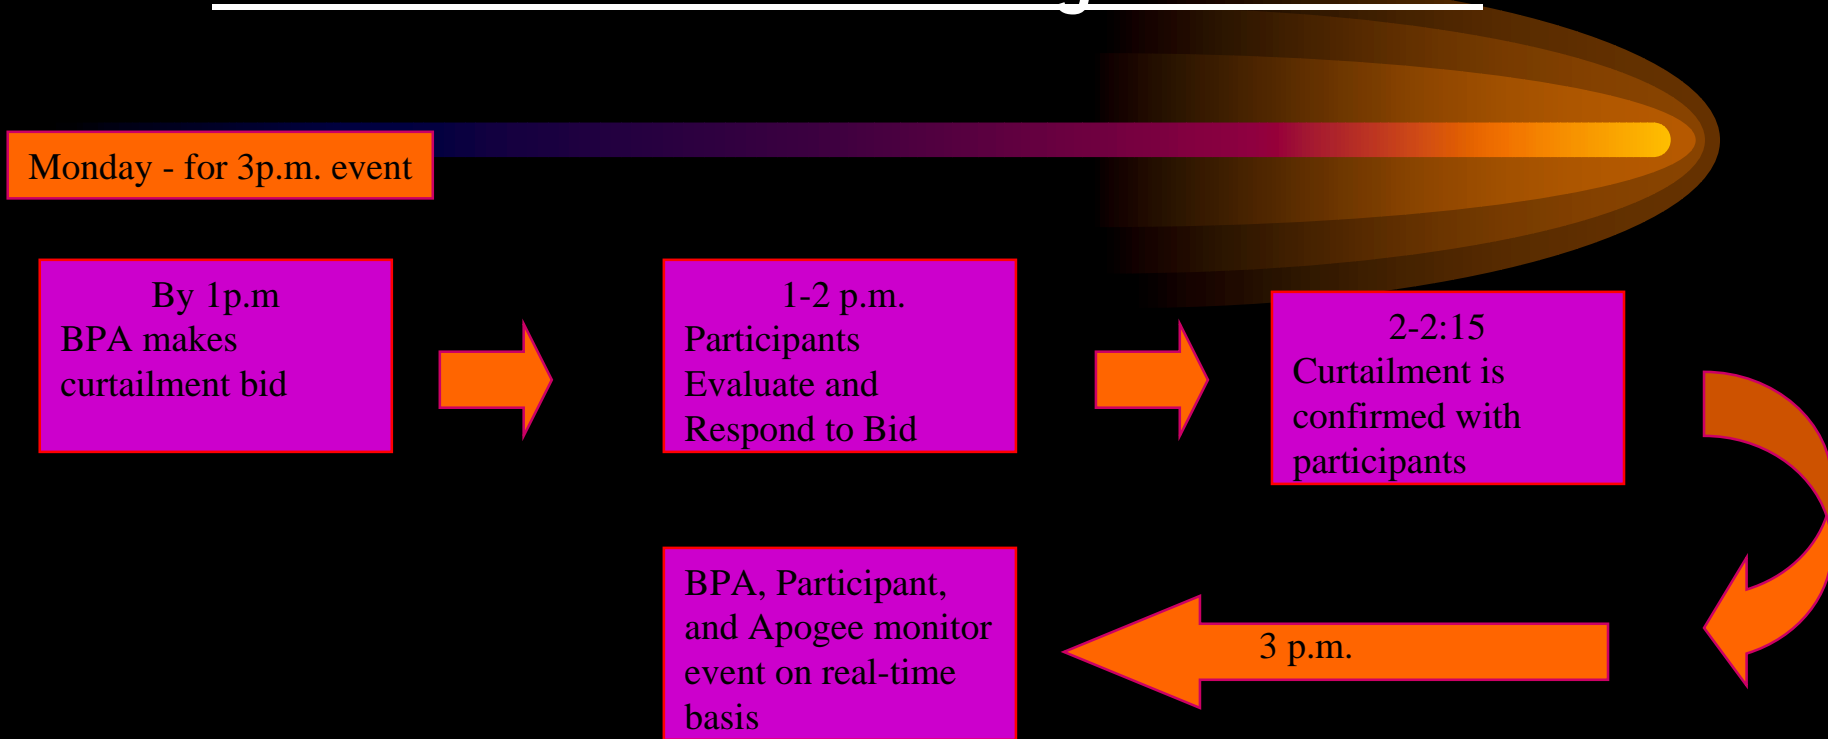 Monday - for 3p.m. event
By 1p.m
BPA makes
curtailment bid
1-2 p.m.
Participants
Evaluate and
Respond to Bid
2-2:15
Curtailment is
confirmed with
participants
3 p.m.
BPA, Participant,
and Apogee monitor
event on real-time
basis